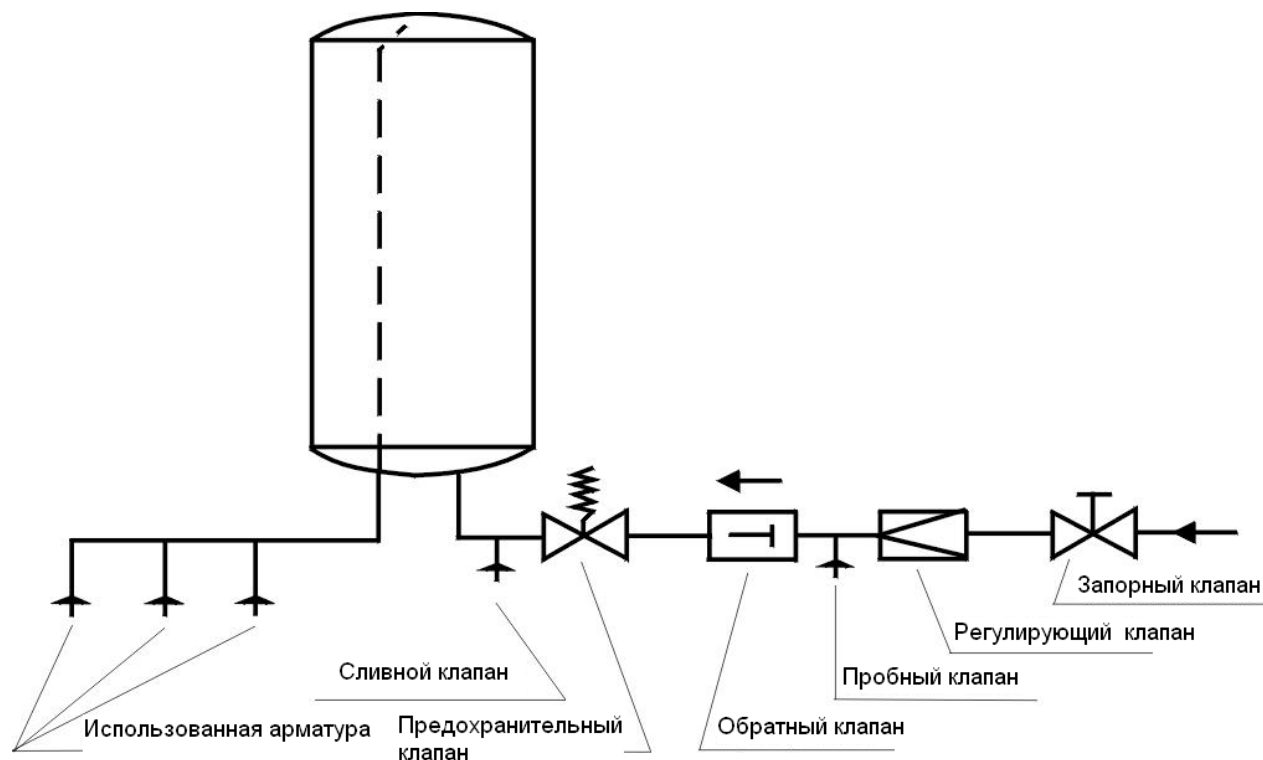 Запорный клапан
Регулирующий клапан
Сливной клапан
Пробный клапан
Использованная арматура
Предохранительный
клапан
Обратный клапан